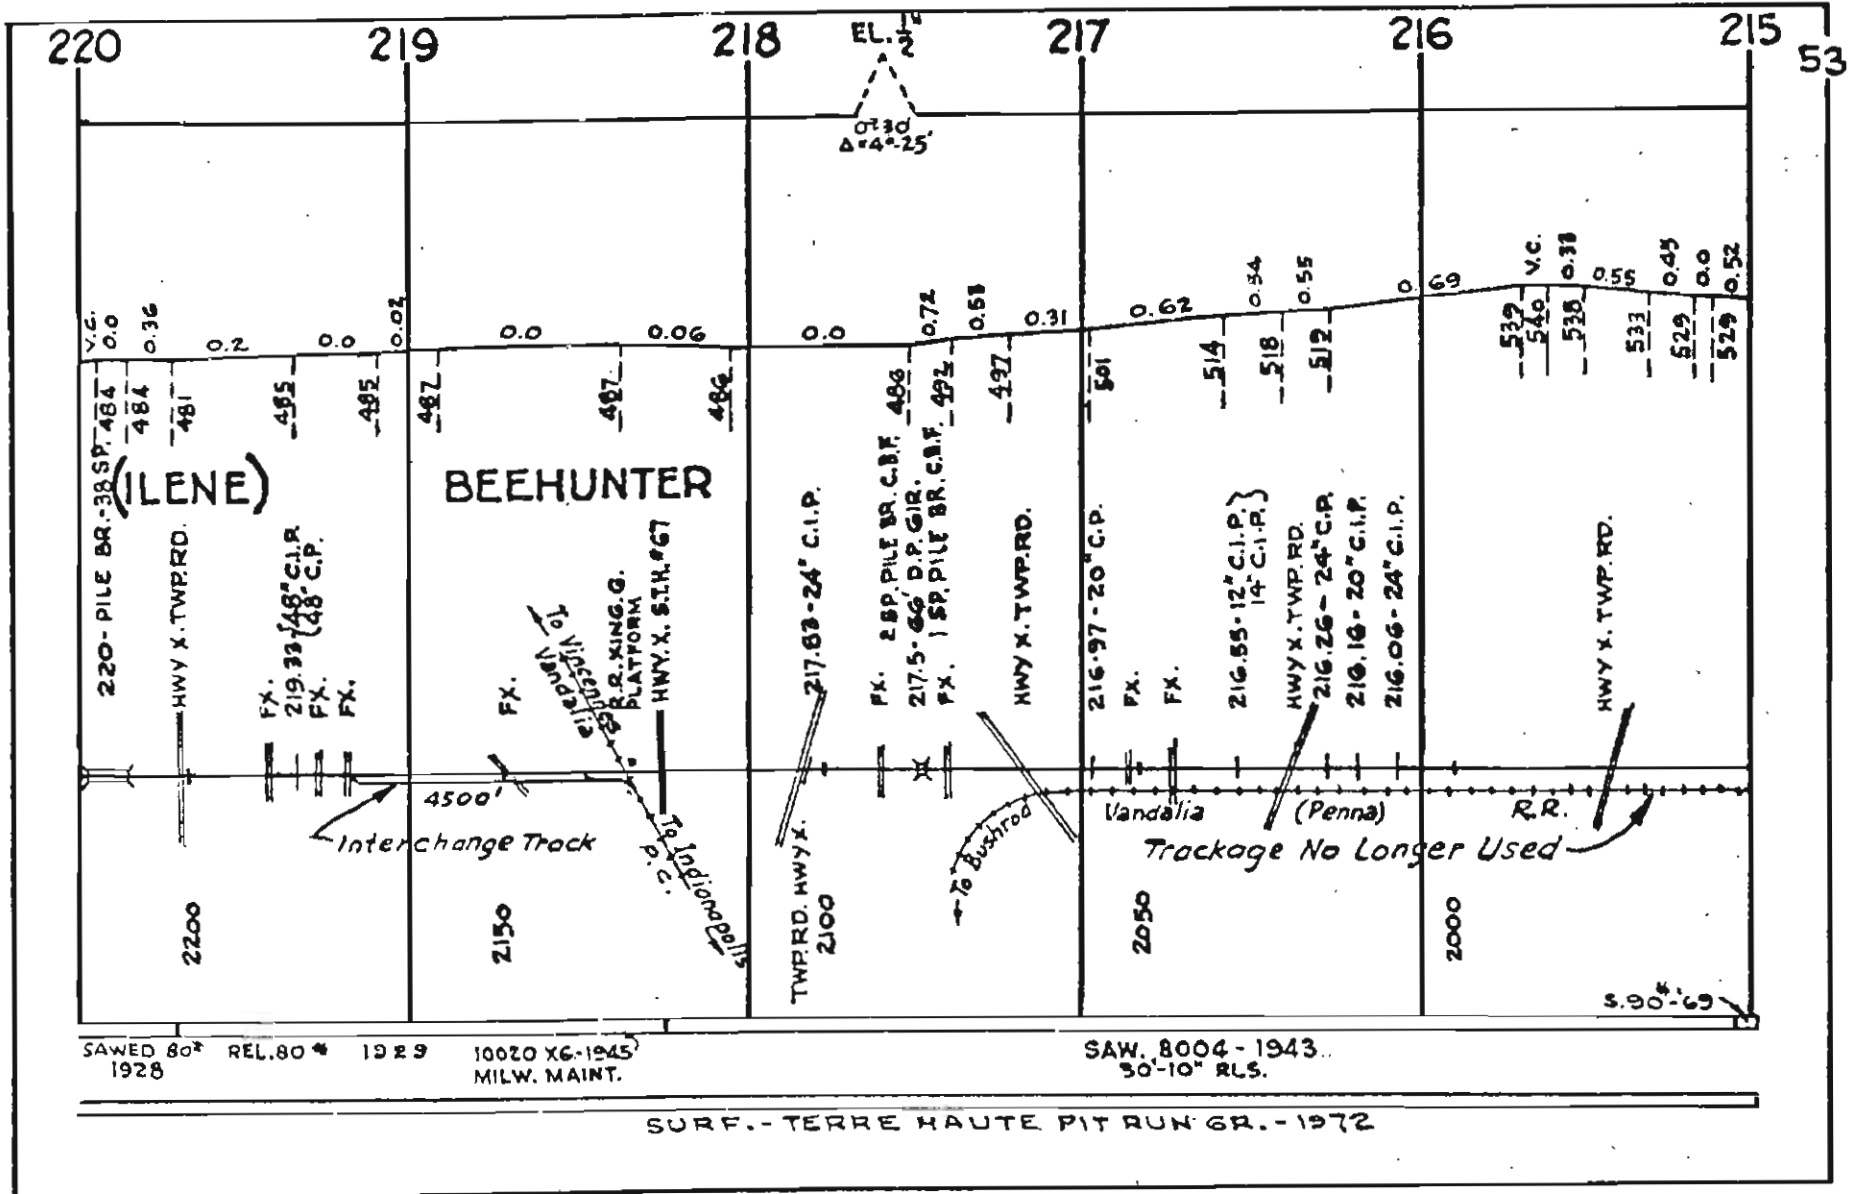 220 219 218 EL. 1/2" 217 216 215
53
0°30'
Δ=4°-25'
V.C. 0.0 0.36 0.2 0.0 0.02 0.0 0.06 0.0 0.72 0.53 0.31 0.62 0.34 0.55 0.69 V.C. 0.38 0.55 0.45 0.0 0.52
484 484 481 485 485 487 487 486 486 492 497 501 514 518 519 539 540 538 533 529 529
(ILENE) BEEHUNTER
220-PILE BR.-38 SP.
HWY X. TWP. RD.
FX.
219.33 {48" C.I.P.
{48" C.P.
FX.
FX.
FX.
To Vincennes
Vandalia
R.R. XING. G.
PLATFORM
HWY. X. S.T.H. #67
217.83-24" C.I.P.
FX. 2 SP. PILE BR. C.B.F.
217.5-66' D.P. GIR.
FX. 1 SP. PILE BR. C.B.F.
HWY X. TWP. RD.
216.97-20" C.P.
FX.
FX.
216.55-12" C.I.P.}
14" C.I.P.}
HWY X. TWP. RD.
216.26-24" C.P.
216.16-20" C.I.P.
216.06-24" C.I.P.
HWY X. TWP. RD.
4500'
Interchange Track
To Indianapolis
P.C.
To Bushrod
Vandalia (Penna) R.R.
Trackage No Longer Used
2200 2150 TWP. RD. HWY X. 2100 2050 2000
S.90#-'69
SAWED 80#
1928
REL. 80# 1929
10020 X6.-1945
MILW. MAINT.
SAW. 8004-1943
30'-10" RLS.
SURF.-TERRE HAUTE PIT RUN GR.-1972